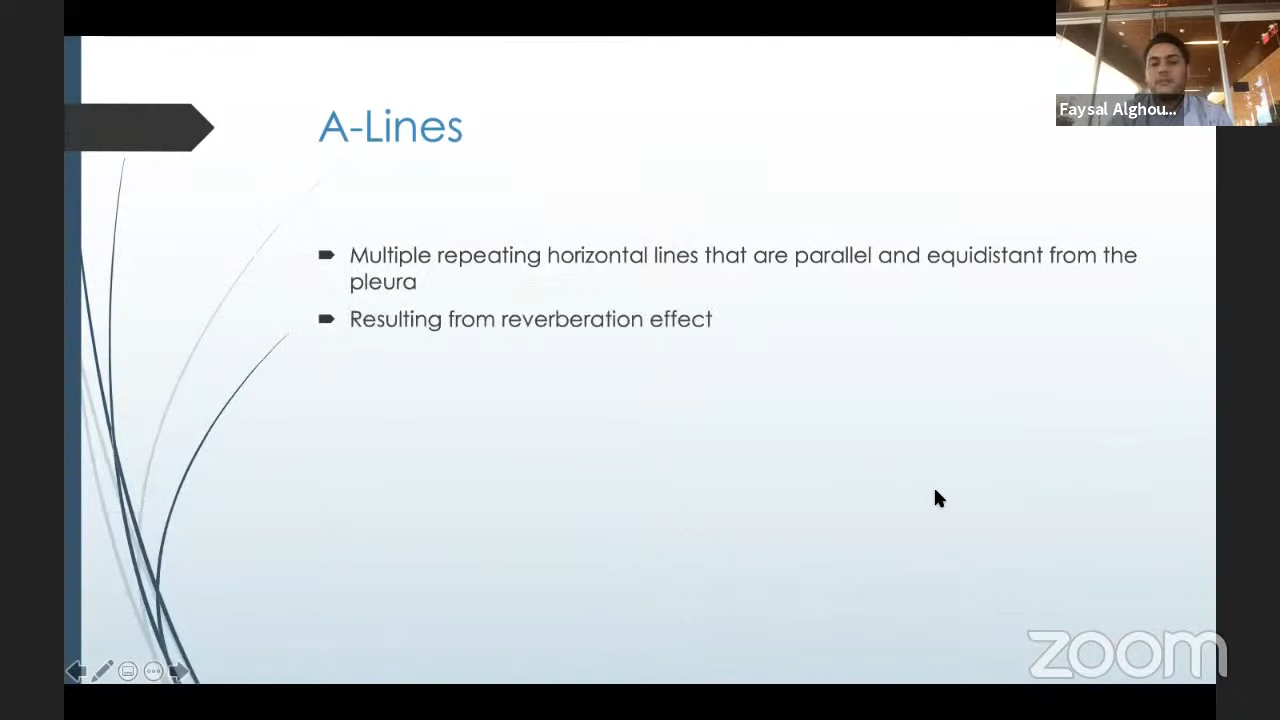 Faysal Alghou...
A-Lines
Multiple repeating horizontal lines that are parallel and equidistant from the
pleura
Resulting from reverberation effect
zoom